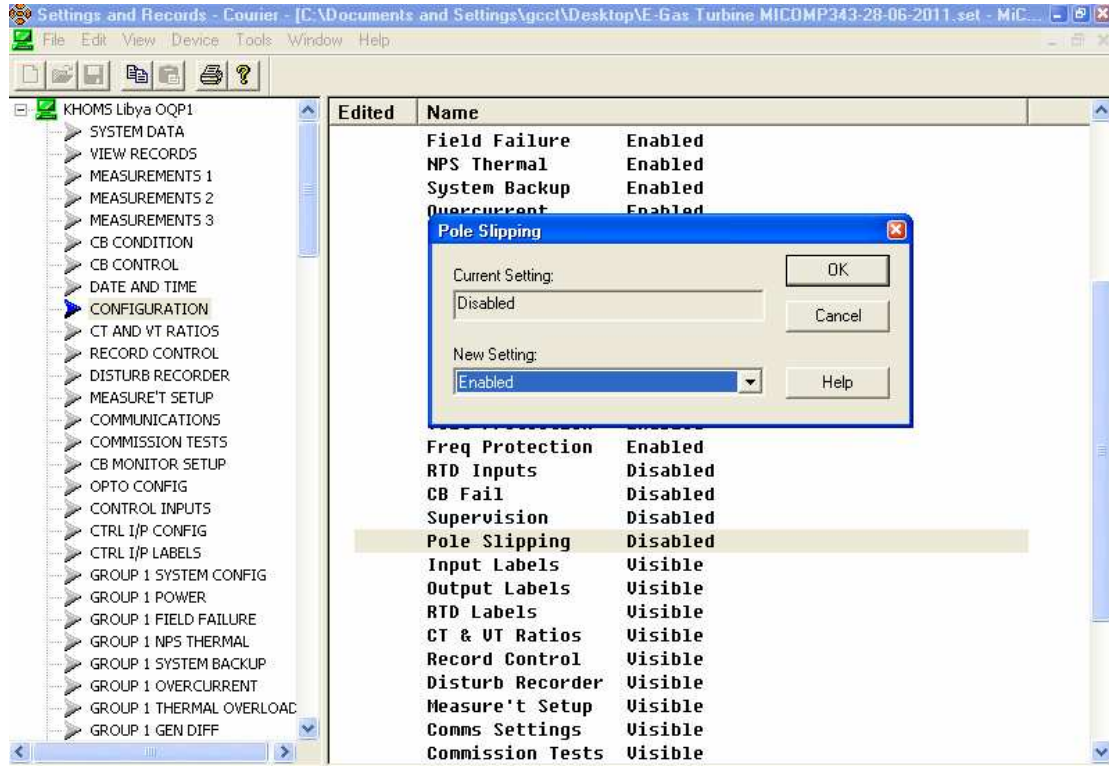 Settings and Records - Courier - [C:\Documents and Settings\gcct\Desktop\E-Gas Turbine MICOMP343-28-06-2011.set - MiC...
File Edit View Device Tools Window Help
KHOMS Libya OQP1
SYSTEM DATA
VIEW RECORDS
MEASUREMENTS 1
MEASUREMENTS 2
MEASUREMENTS 3
CB CONDITION
CB CONTROL
DATE AND TIME
CONFIGURATION
CT AND VT RATIOS
RECORD CONTROL
DISTURB RECORDER
MEASURE'T SETUP
COMMUNICATIONS
COMMISSION TESTS
CB MONITOR SETUP
OPTO CONFIG
CONTROL INPUTS
CTRL I/P CONFIG
CTRL I/P LABELS
GROUP 1 SYSTEM CONFIG
GROUP 1 POWER
GROUP 1 FIELD FAILURE
GROUP 1 NPS THERMAL
GROUP 1 SYSTEM BACKUP
GROUP 1 OVERCURRENT
GROUP 1 THERMAL OVERLOAD
GROUP 1 GEN DIFF
Edited Name
Field Failure Enabled
NPS Thermal Enabled
System Backup Enabled
Overcurrent Enabled
Pole Slipping
Current Setting:
Disabled
New Setting:
Enabled
OK
Cancel
Help
Freq Protection Enabled
RTD Inputs Disabled
CB Fail Disabled
Supervision Disabled
Pole Slipping Disabled
Input Labels Visible
Output Labels Visible
RTD Labels Visible
CT & VT Ratios Visible
Record Control Visible
Disturb Recorder Visible
Measure't Setup Visible
Comms Settings Visible
Commission Tests Visible